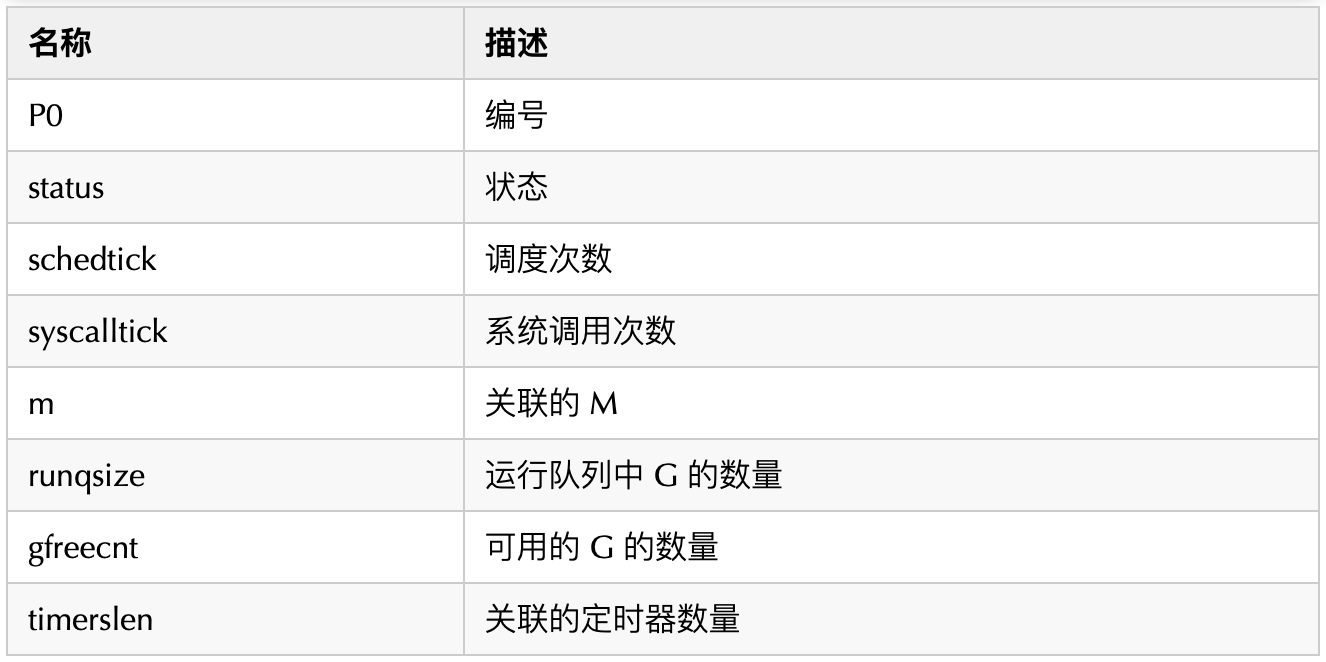 名称 描述
P0 编号
status 状态
schedtick 调度次数
syscalltick 系统调用次数
m 关联的 M
runqsize 运行队列中 G 的数量
gfreecnt 可用的 G 的数量
timerslen 关联的定时器数量